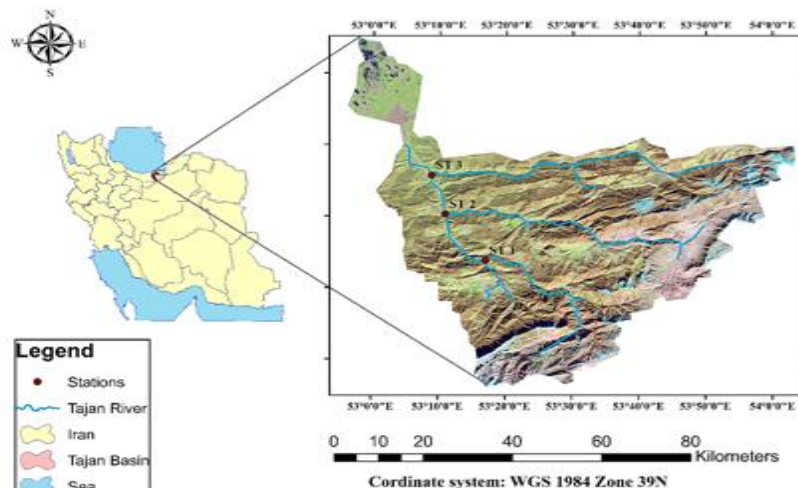 53°0'0"E 53°10'0"E 53°20'0"E 53°30'0"E 53°40'0"E 53°50'0"E 54°0'0"E
N
W E
S
ST 3
ST 2
ST 1
Legend
Stations
Tajan River
Iran
Tajan Basin
Sea
53°0'0"E 53°10'0"E 53°20'0"E 53°30'0"E 53°40'0"E 53°50'0"E 54°0'0"E
0 5 10 20 40 60 80
Kilometers
Cordinate system: WGS 1984 Zone 39N